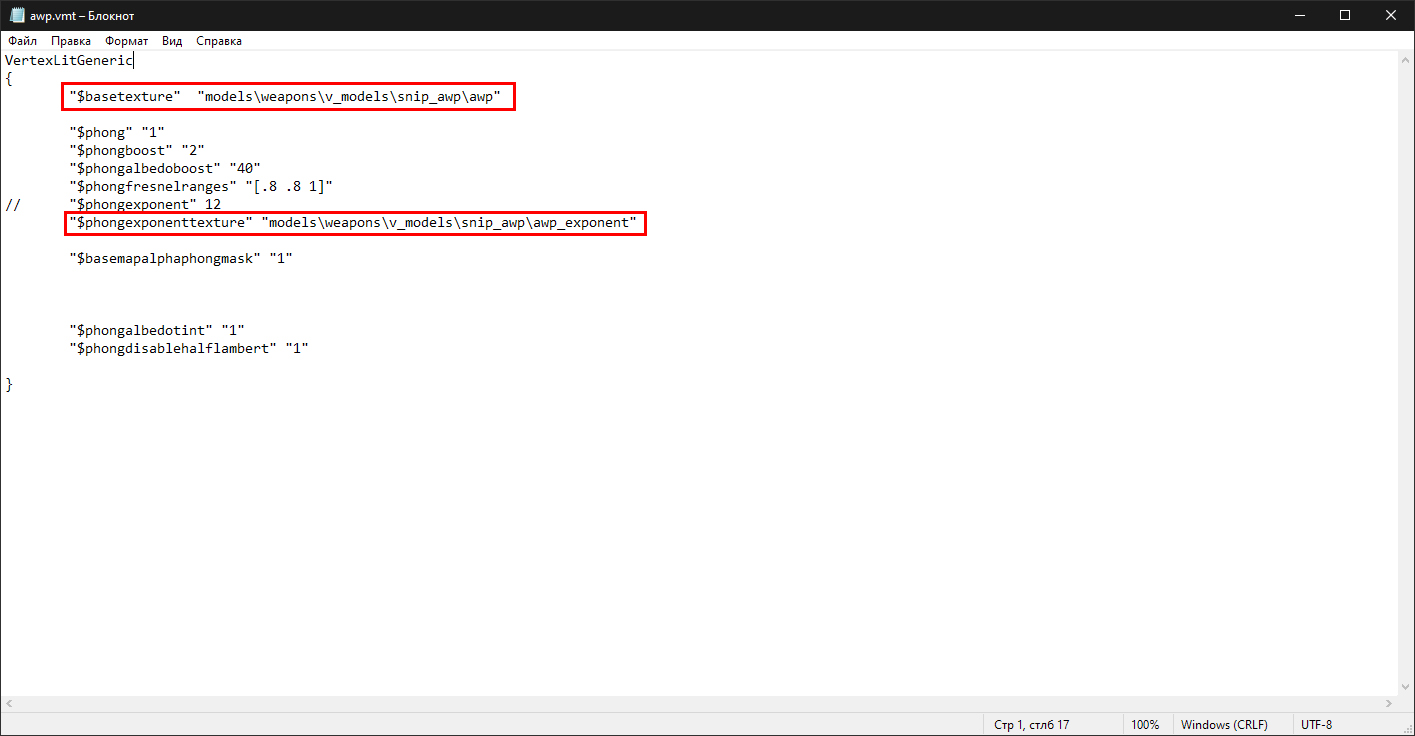 awp.vmt – Блокнот
Файл Правка Формат Вид Справка
VertexLitGeneric
{
"$basetexture" "models\weapons\v_models\snip_awp\awp"
"$phong" "1"
"$phongboost" "2"
"$phongalbedoboost" "40"
"$phongfresnelranges" "[.8 .8 1]"
// "$phongexponent" 12
"$phongexponenttexture" "models\weapons\v_models\snip_awp\awp_exponent"
"$basemapalphaphongmask" "1"
"$phongalbedotint" "1"
"$phongdisablehalflambert" "1"
}
Стр 1, стлб 17 100% Windows (CRLF) UTF-8